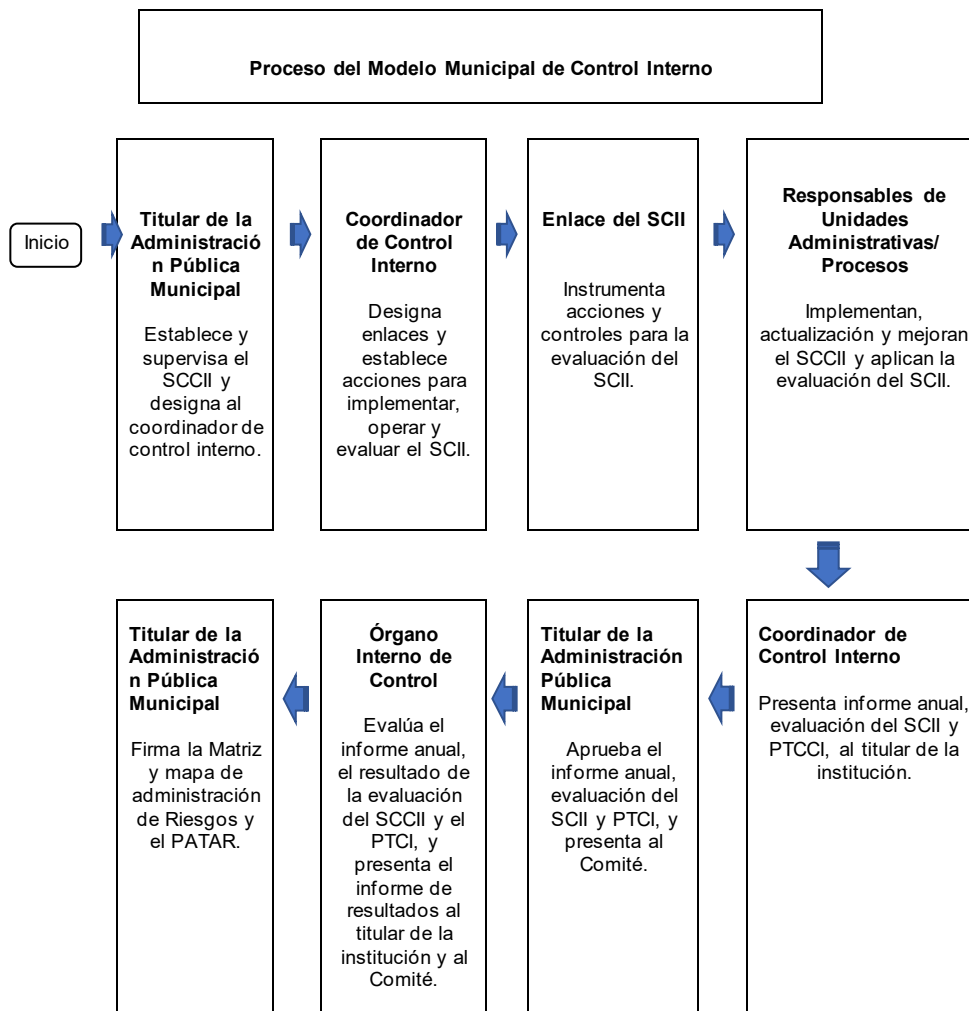 Proceso del Modelo Municipal de Control Interno
Inicio
Titular de la
Administració
n Pública
Municipal
Establece y
supervisa el
SCCII y
designa al
coordinador de
control interno.
Coordinador
de Control
Interno
Designa
enlaces y
establece
acciones para
implementar,
operar y
evaluar el SCII.
Enlace del SCII
Instrumenta
acciones y
controles para la
evaluación del
SCII.
Responsables de
Unidades
Administrativas/
Procesos
Implementan,
actualización y mejoran
el SCCII y aplican la
evaluación del SCII.
Coordinador de
Control Interno
Presenta informe anual,
evaluación del SCII y
PTCCI, al titular de la
institución.
Titular de la
Administración
Pública
Municipal
Aprueba el
informe anual,
evaluación del
SCII y PTCI, y
presenta al
Comité.
Órgano
Interno de
Control
Evalúa el
informe anual,
el resultado de
la evaluación
del SCCII y el
PTCI, y
presenta el
informe de
resultados al
titular de la
institución y al
Comité.
Titular de la
Administració
n Pública
Municipal
Firma la Matriz
y mapa de
administración
de Riesgos y
el PATAR.